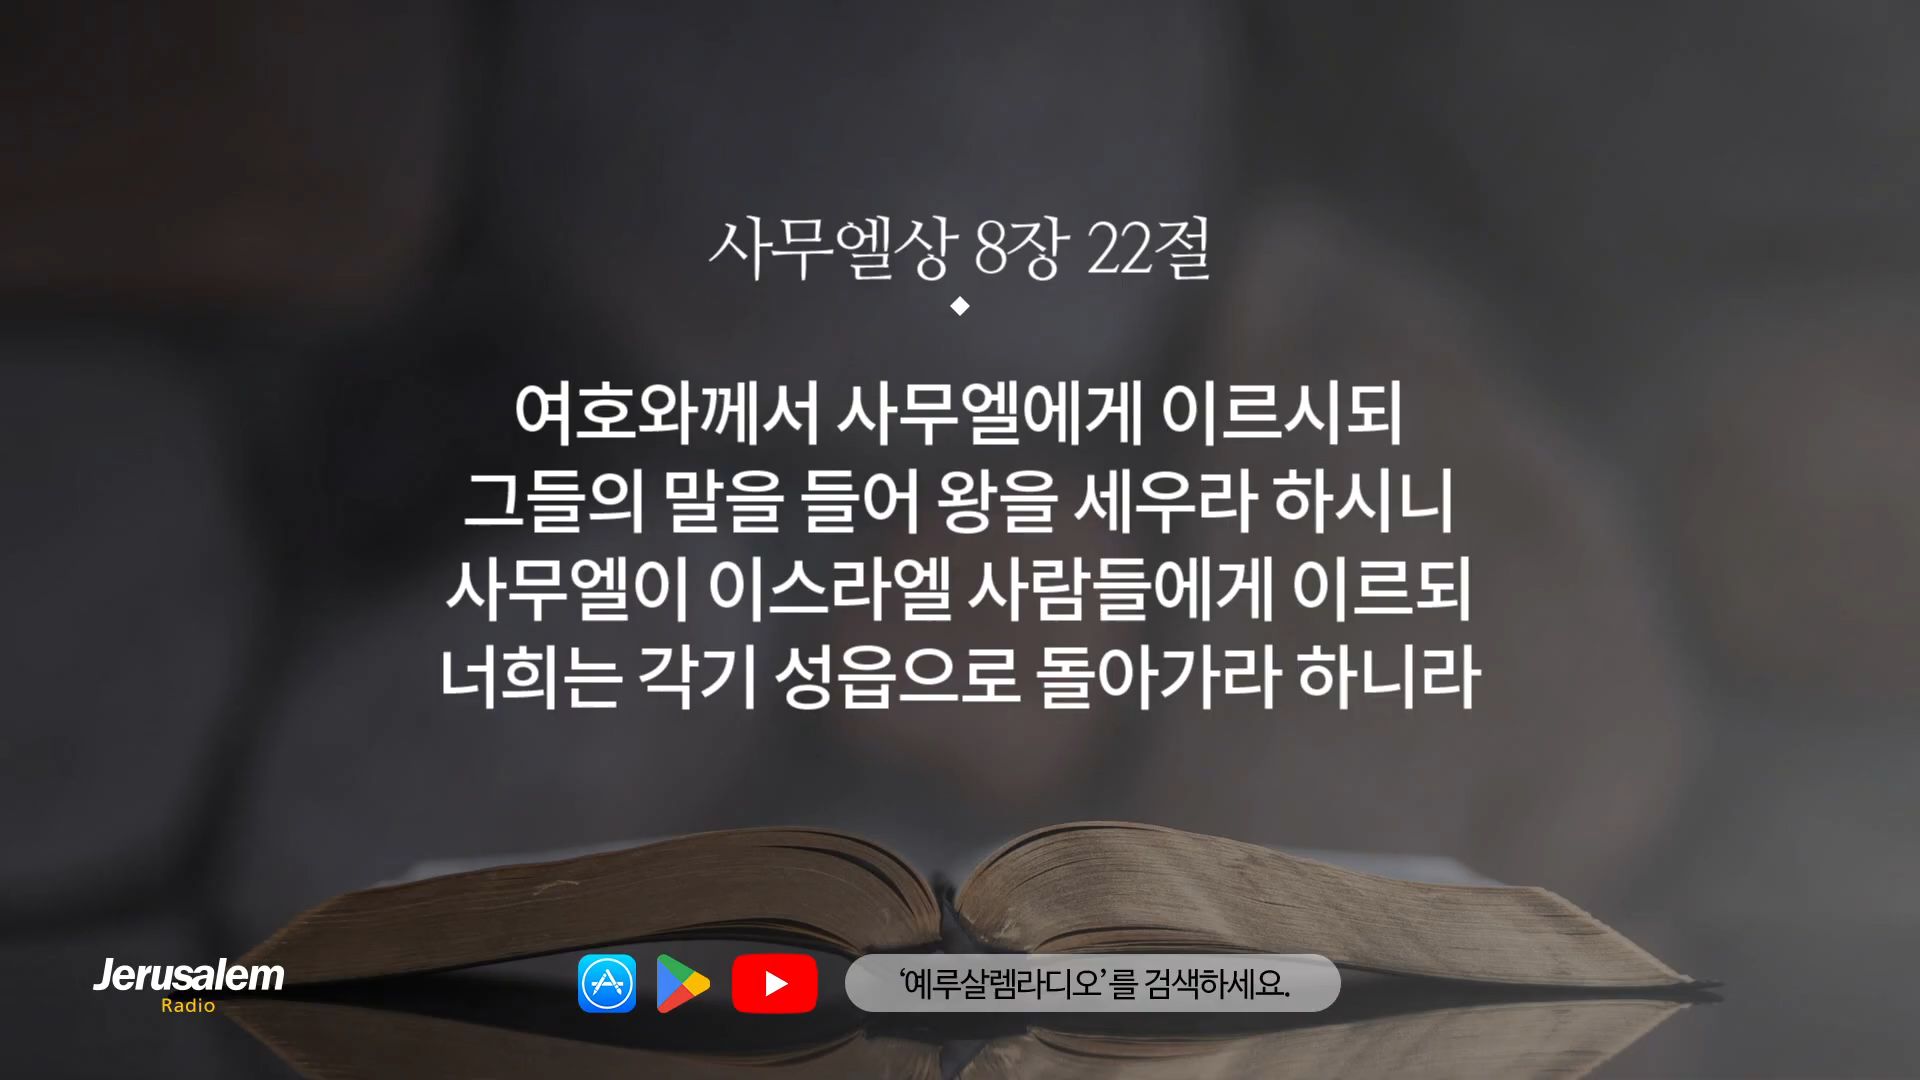 사무엘상 8장 22절
여호와께서 사무엘에게 이르시되
그들의 말을 들어 왕을 세우라 하시니
사무엘이 이스라엘 사람들에게 이르되
너희는 각기 성읍으로 돌아가라 하니라
Jerusalem
Radio
‘예루살렘라디오’를 검색하세요.